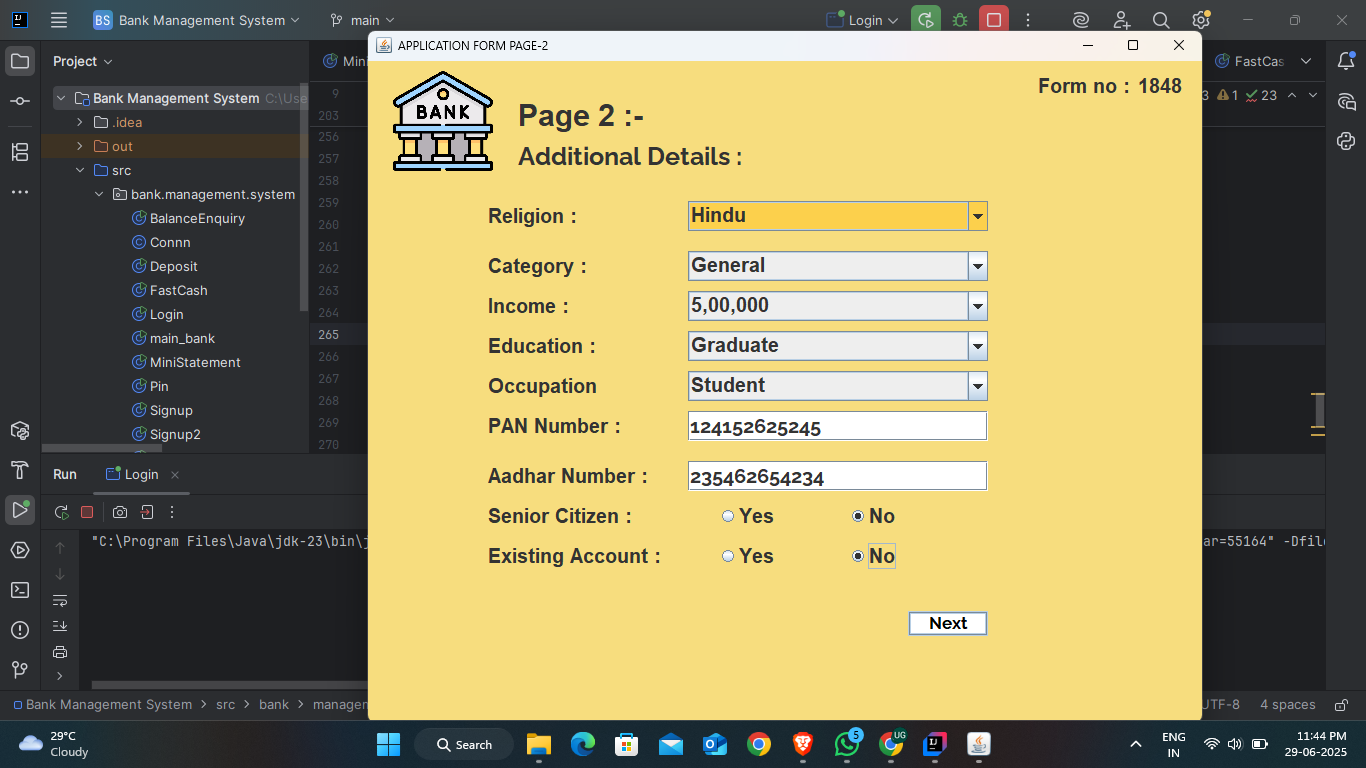 BS Bank Management System main Login
Project Mini FastCas
APPLICATION FORM PAGE-2
BANK
Form no : 1848
Page 2 :-
Additional Details :
Religion : Hindu
Category : General
Income : 5,00,000
Education : Graduate
Occupation Student
PAN Number : 124152625245
Aadhar Number : 235462654234
Senior Citizen : Yes No
Existing Account : Yes No
Next
Bank Management System C:\Use
.idea
out
src
bank.management.system
BalanceEnquiry
Connn
Deposit
FastCash
Login
main_bank
MiniStatement
Pin
Signup
Signup2
9
203
256
257
258
259
260
261
262
263
264
265
266
267
268
269
270
3 1 23
Run Login
"C:\Program Files\Java\jdk-23\bin\j ar=55164" -Dfile
Bank Management System > src > bank > managem UTF-8 4 spaces
29°C
Cloudy
Search
5
UG
ENG
IN
11:44 PM
29-06-2025